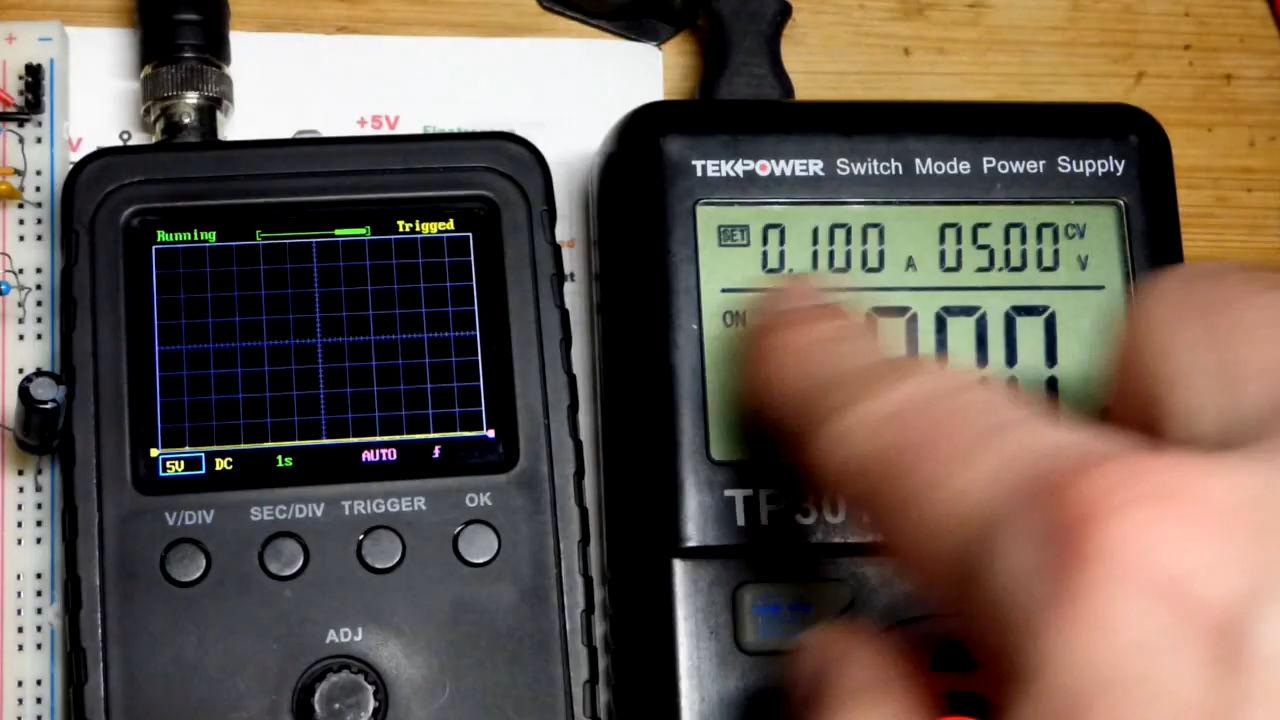 + −
+5V
V
Running
Trigged
5V DC 1s AUTO
V/DIV SEC/DIV TRIGGER OK
ADJ
TEKPOWER Switch Mode Power Supply
SET 0.100 A 05.00 CV V
ON